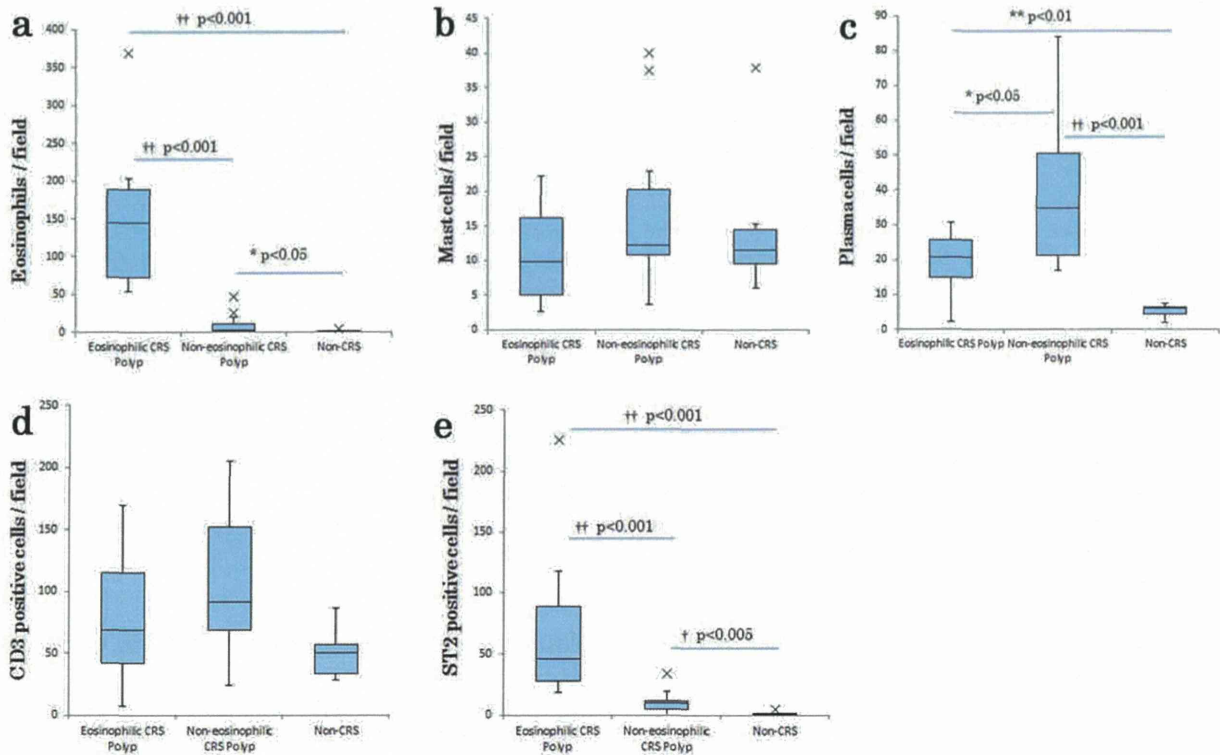 a
†† p<0.001
†† p<0.001
* p<0.05
Eosinophils / field
400
350
300
250
200
150
100
50
0
Eosinophilic CRS
Polyp
Non-eosinophilic CRS
Polyp
Non-CRS
b
Mast cells / field
45
40
35
30
25
20
15
10
5
0
Eosinophilic CRS
Polyp
Non-eosinophilic CRS
Polyp
Non-CRS
c
** p<0.01
* p<0.05
†† p<0.001
Plasma cells / field
90
80
70
60
50
40
30
20
10
0
Eosinophilic CRS Polyp
Non-eosinophilic CRS
Polyp
Non-CRS
d
CD3 positive cells / field
250
200
150
100
50
0
Eosinophilic CRS
Polyp
Non-eosinophilic
CRS Polyp
Non-CRS
e
†† p<0.001
†† p<0.001
† p<0.005
ST2 positive cells / field
250
200
150
100
50
0
Eosinophilic CRS
Polyp
Non-eosinophilic
CRS Polyp
Non-CRS